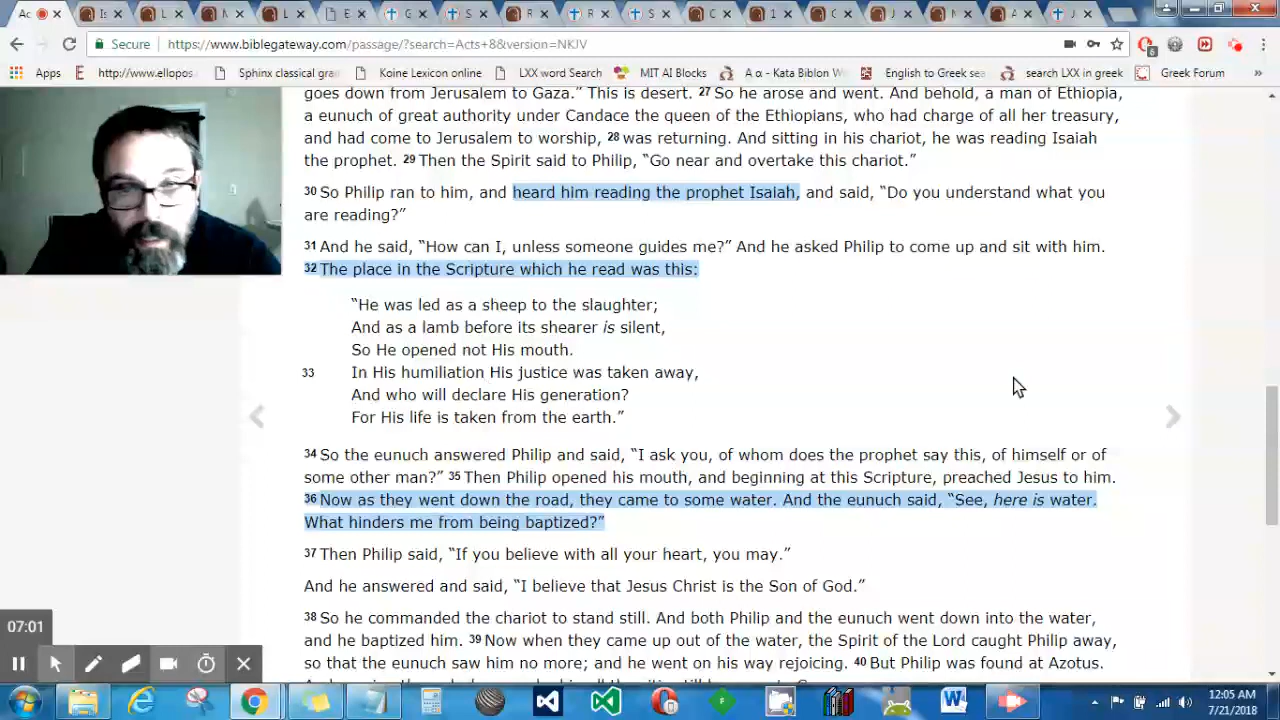 Ac
Is
L
M
L
E
G
R
R
S
C
1
C
J
M
A
J
Secure
https://www.biblegateway.com/passage/?search=Acts+8&version=NKJV
6
Apps
http://www.ellopos.
Sphinx classical gra
Koine Lexicon online
LXX word Search
MIT AI Blocks
Α α - Kata Biblon W
English to Greek sea
search LXX in greek
Greek Forum
»
goes down from Jerusalem to Gaza.” This is desert. 27 So he arose and went. And behold, a man of Ethiopia,
a eunuch of great authority under Candace the queen of the Ethiopians, who had charge of all her treasury,
and had come to Jerusalem to worship, 28 was returning. And sitting in his chariot, he was reading Isaiah
the prophet. 29 Then the Spirit said to Philip, “Go near and overtake this chariot.”
30 So Philip ran to him, and heard him reading the prophet Isaiah, and said, “Do you understand what you
are reading?”
31 And he said, “How can I, unless someone guides me?” And he asked Philip to come up and sit with him.
32 The place in the Scripture which he read was this:
“He was led as a sheep to the slaughter;
And as a lamb before its shearer is silent,
So He opened not His mouth.
33 In His humiliation His justice was taken away,
And who will declare His generation?
For His life is taken from the earth.”
34 So the eunuch answered Philip and said, “I ask you, of whom does the prophet say this, of himself or of
some other man?” 35 Then Philip opened his mouth, and beginning at this Scripture, preached Jesus to him.
36 Now as they went down the road, they came to some water. And the eunuch said, “See, here is water.
What hinders me from being baptized?”
37 Then Philip said, “If you believe with all your heart, you may.”
And he answered and said, “I believe that Jesus Christ is the Son of God.”
38 So he commanded the chariot to stand still. And both Philip and the eunuch went down into the water,
and he baptized him. 39 Now when they came up out of the water, the Spirit of the Lord caught Philip away,
so that the eunuch saw him no more; and he went on his way rejoicing. 40 But Philip was found at Azotus.
07:01
12:05 AM
7/21/2018